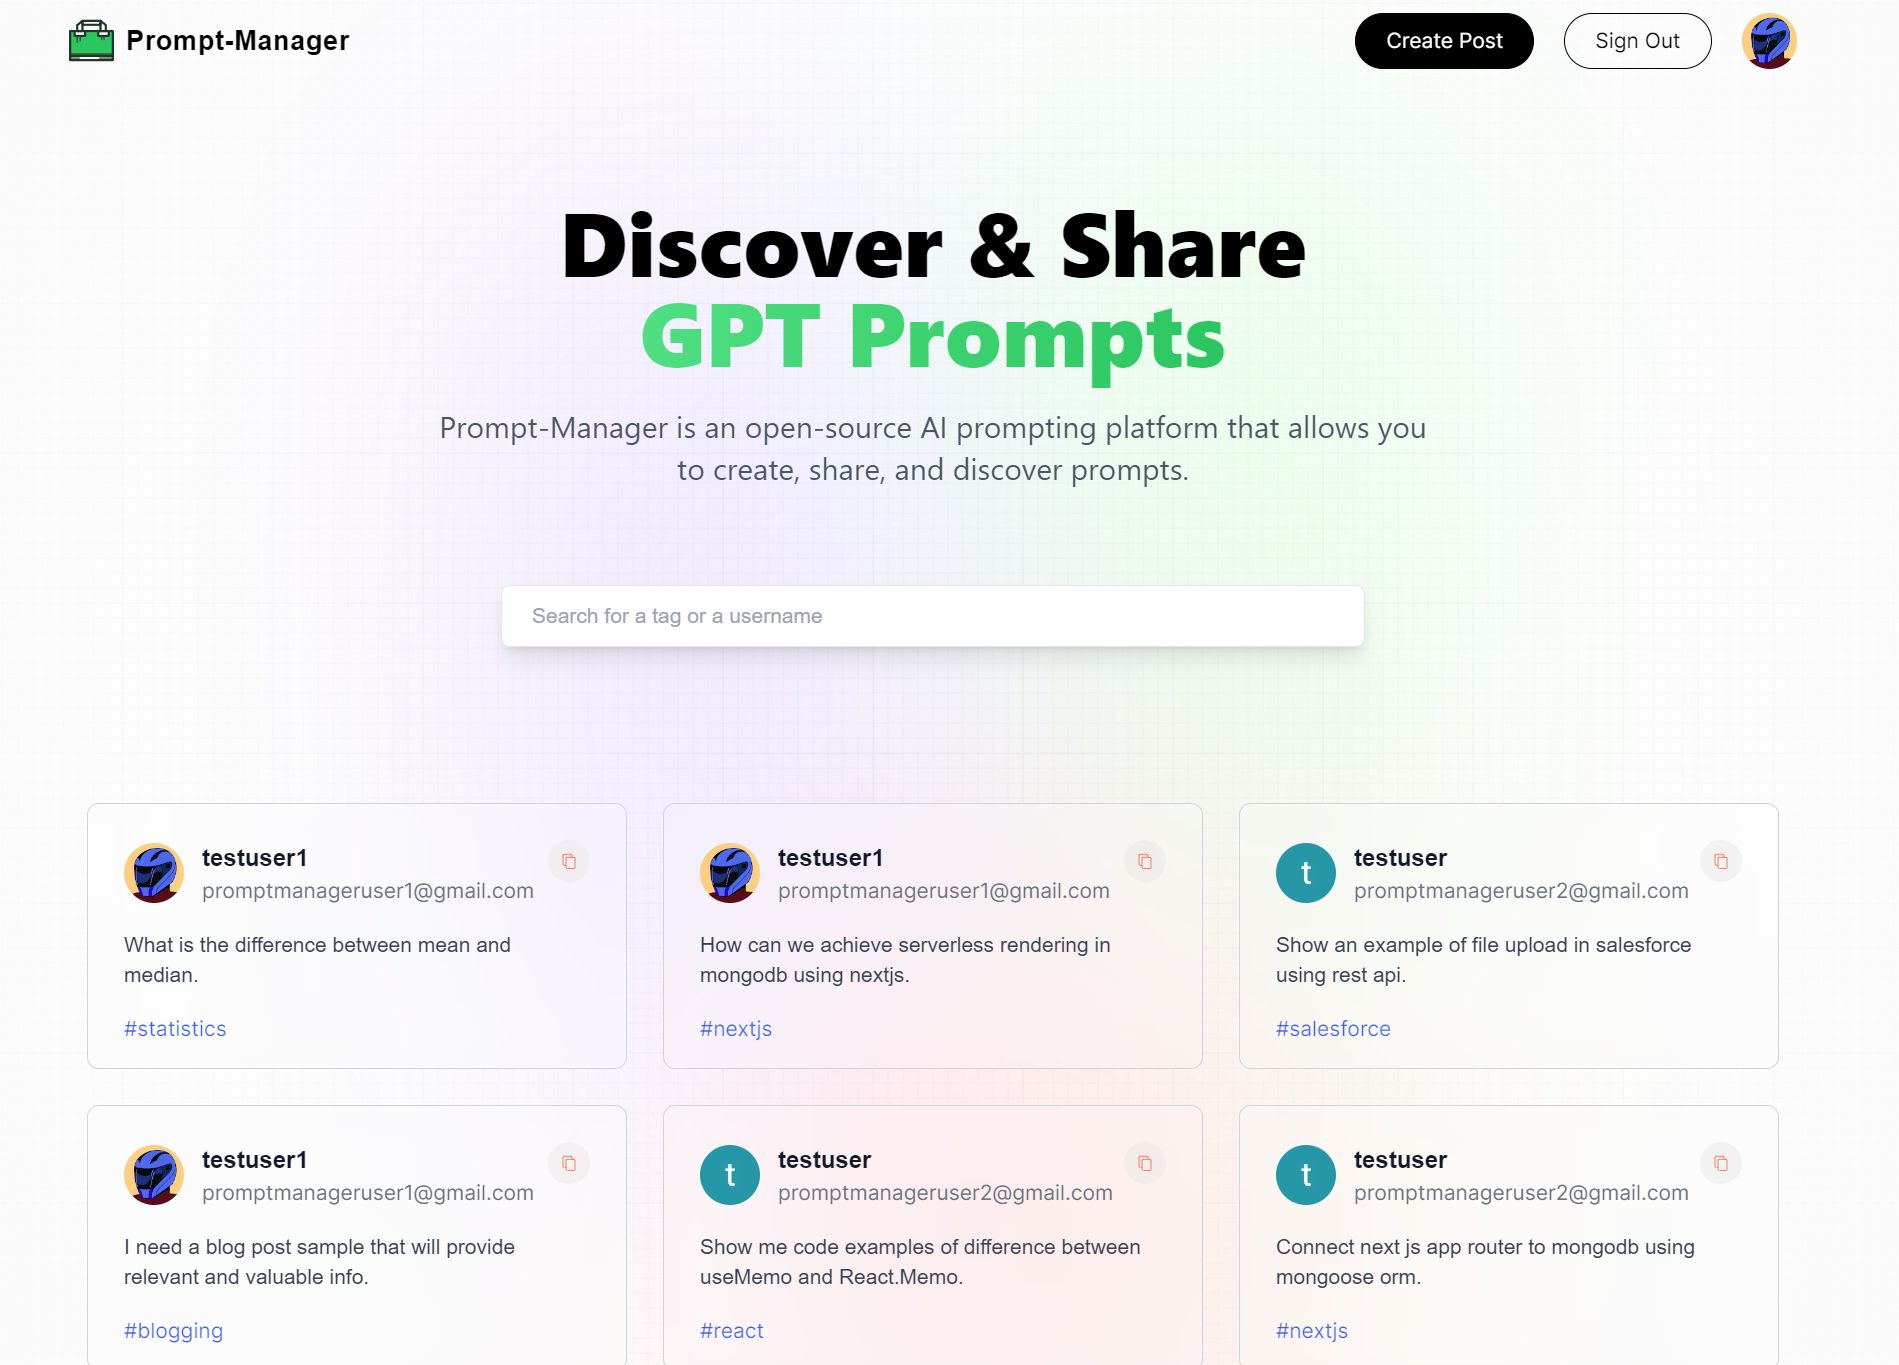 Prompt-Manager
Create Post
Sign Out
Discover & Share
GPT Prompts
Prompt-Manager is an open-source AI prompting platform that allows you
to create, share, and discover prompts.
Search for a tag or a username
testuser1
promptmanageruser1@gmail.com
What is the difference between mean and
median.
#statistics
testuser1
promptmanageruser1@gmail.com
How can we achieve serverless rendering in
mongodb using nextjs.
#nextjs
t
testuser
promptmanageruser2@gmail.com
Show an example of file upload in salesforce
using rest api.
#salesforce
testuser1
promptmanageruser1@gmail.com
I need a blog post sample that will provide
relevant and valuable info.
#blogging
t
testuser
promptmanageruser2@gmail.com
Show me code examples of difference between
useMemo and React.Memo.
#react
t
testuser
promptmanageruser2@gmail.com
Connect next js app router to mongodb using
mongoose orm.
#nextjs